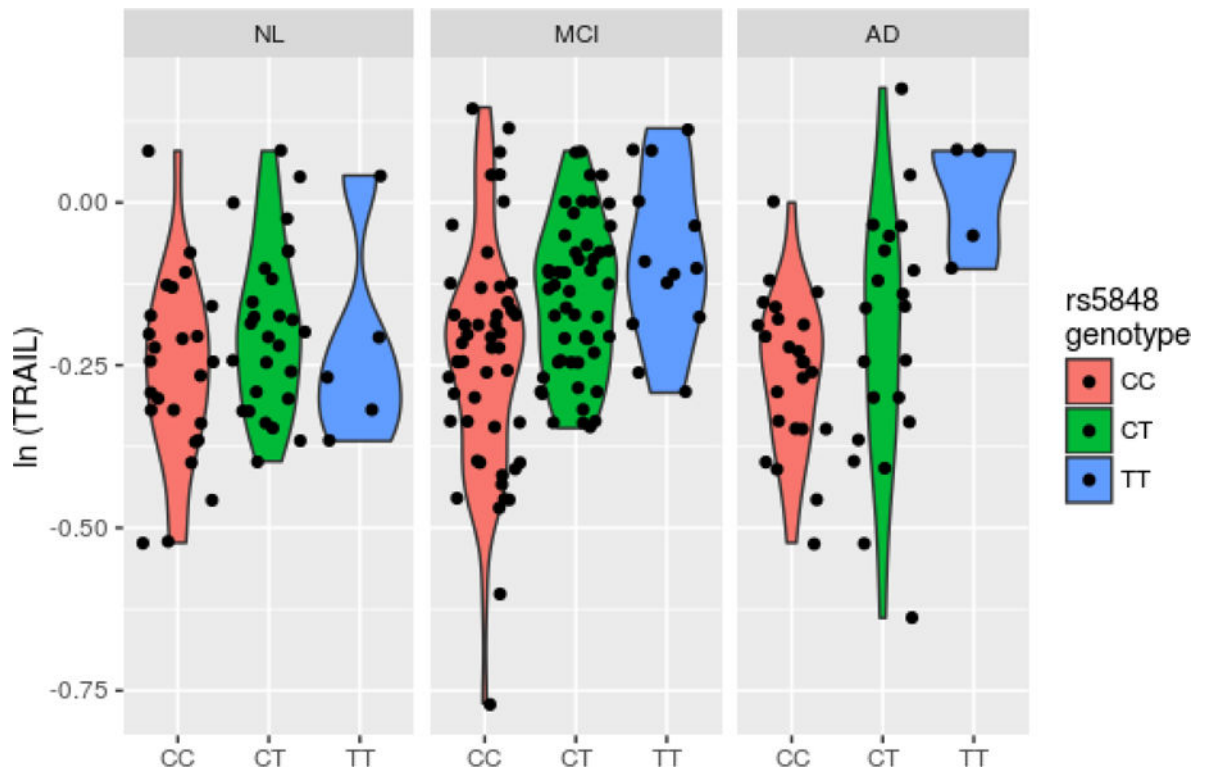 NL MCI AD
ln (TRAIL)
0.00
-0.25
-0.50
-0.75
CC CT TT CC CT TT CC CT TT
rs5848
genotype
CC
CT
TT